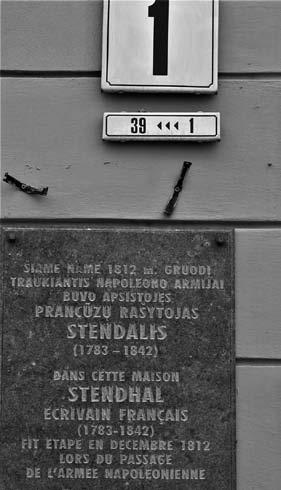 1
39 ‹‹‹ 1
ŠIAME NAME 1812 m. GRUODĮ
TRAUKIANTIS NAPOLEONO ARMIJAI
BUVO APSISTOJĘS
PRANCŪZŲ RAŠYTOJAS
STENDALIS
(1783 – 1842)
DANS CETTE MAISON
STENDHAL
ÉCRIVAIN FRANÇAIS
(1783-1842)
FIT ETAPE EN DÉCEMBRE 1812
LORS DU PASSAGE
DE L'ARMÉE NAPOLÉONIENNE